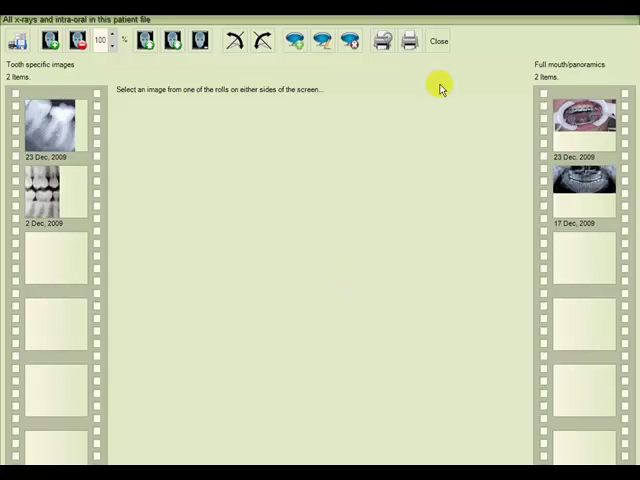 All x-rays and intra-oral in this patient file
100 %
Close
Tooth specific images
2 Items.
Full mouth/panoramics
2 Items.
Select an image from one of the rolls on either sides of the screen...
23 Dec, 2009
2 Dec, 2009
23 Dec, 2009
17 Dec, 2009